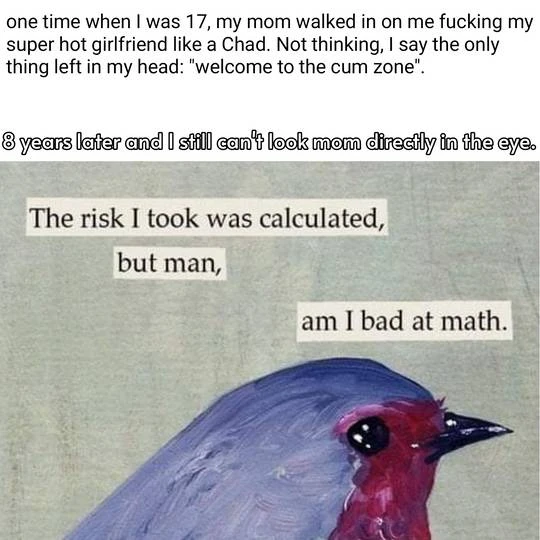 one time when I was 17, my mom walked in on me fucking my
super hot girlfriend like a Chad. Not thinking, I say the only
thing left in my head: "welcome to the cum zone".
8 years later and I still can't look mom directly in the eye.
The risk I took was calculated,
but man,
am I bad at math.